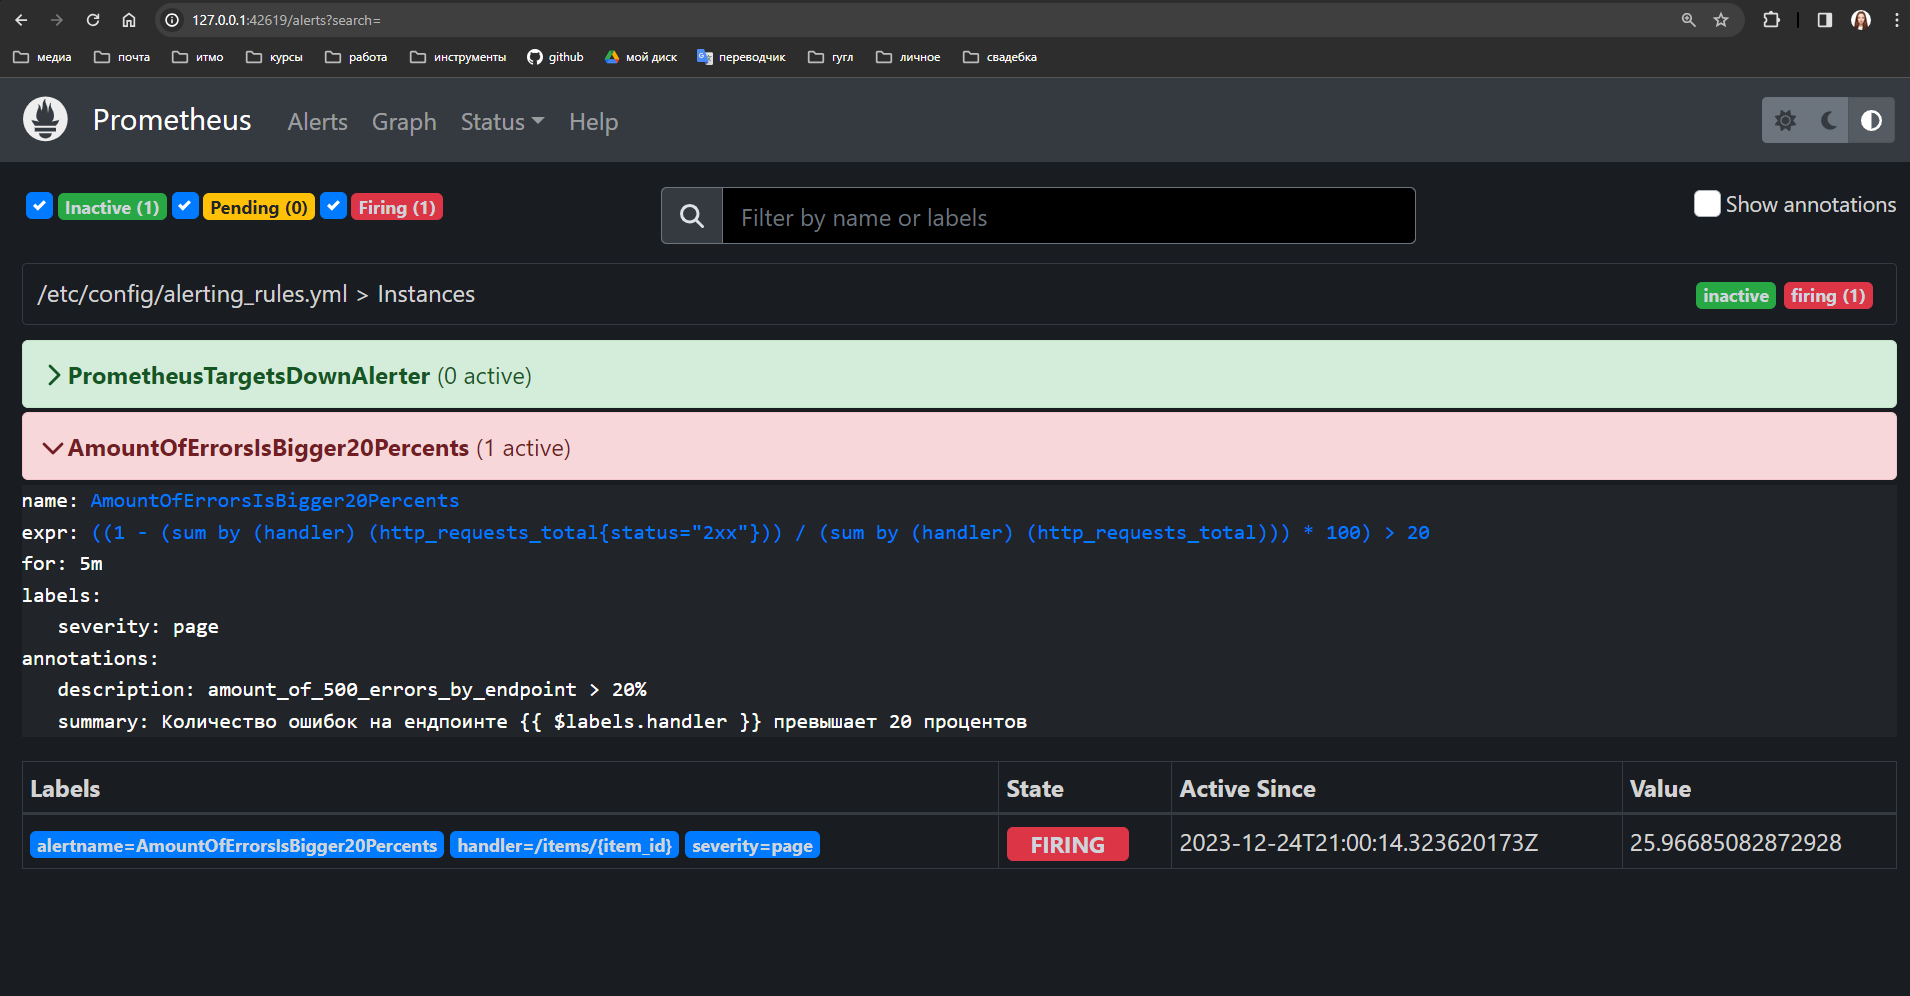 127.0.0.1:42619/alerts?search=
медиа почта итмо курсы работа инструменты github мой диск переводчик гугл личное свадебка
Prometheus Alerts Graph Status Help
Inactive (1) Pending (0) Firing (1) Filter by name or labels Show annotations
/etc/config/alerting_rules.yml > Instances inactive firing (1)
PrometheusTargetsDownAlerter (0 active)
AmountOfErrorsIsBigger20Percents (1 active)
name: AmountOfErrorsIsBigger20Percents
expr: ((1 - (sum by (handler) (http_requests_total{status="2xx"})) / (sum by (handler) (http_requests_total))) * 100) > 20
for: 5m
labels:
severity: page
annotations:
description: amount_of_500_errors_by_endpoint > 20%
summary: Количество ошибок на ендпоинте {{ $labels.handler }} превышает 20 процентов
Labels State Active Since Value
alertname=AmountOfErrorsIsBigger20Percents handler=/items/{item_id} severity=page FIRING 2023-12-24T21:00:14.323620173Z 25.96685082872928